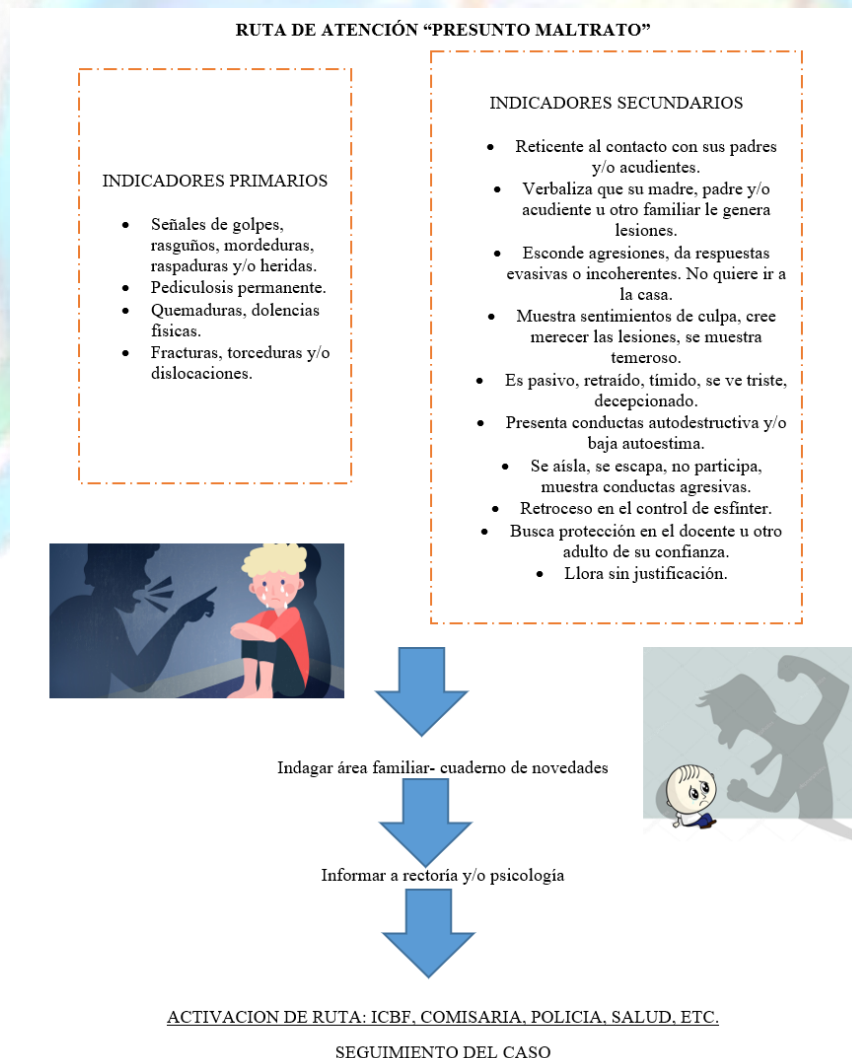 RUTA DE ATENCIÓN “PRESUNTO MALTRATO”
INDICADORES PRIMARIOS
• Señales de golpes,
rasguños, mordeduras,
raspaduras y/o heridas.
• Pediculosis permanente.
• Quemaduras, dolencias
físicas.
• Fracturas, torceduras y/o
dislocaciones.
INDICADORES SECUNDARIOS
• Reticente al contacto con sus padres
y/o acudientes.
• Verbaliza que su madre, padre y/o
acudiente u otro familiar le genera
lesiones.
• Esconde agresiones, da respuestas
evasivas o incoherentes. No quiere ir a
la casa.
• Muestra sentimientos de culpa, cree
merecer las lesiones, se muestra
temeroso.
• Es pasivo, retraído, tímido, se ve triste,
decepcionado.
• Presenta conductas autodestructiva y/o
baja autoestima.
• Se aísla, se escapa, no participa,
muestra conductas agresivas.
• Retroceso en el control de esfínter.
• Busca protección en el docente u otro
adulto de su confianza.
• Llora sin justificación.
Indagar área familiar- cuaderno de novedades
Informar a rectoría y/o psicología
ACTIVACION DE RUTA: ICBF, COMISARIA, POLICIA, SALUD, ETC.
SEGUIMIENTO DEL CASO